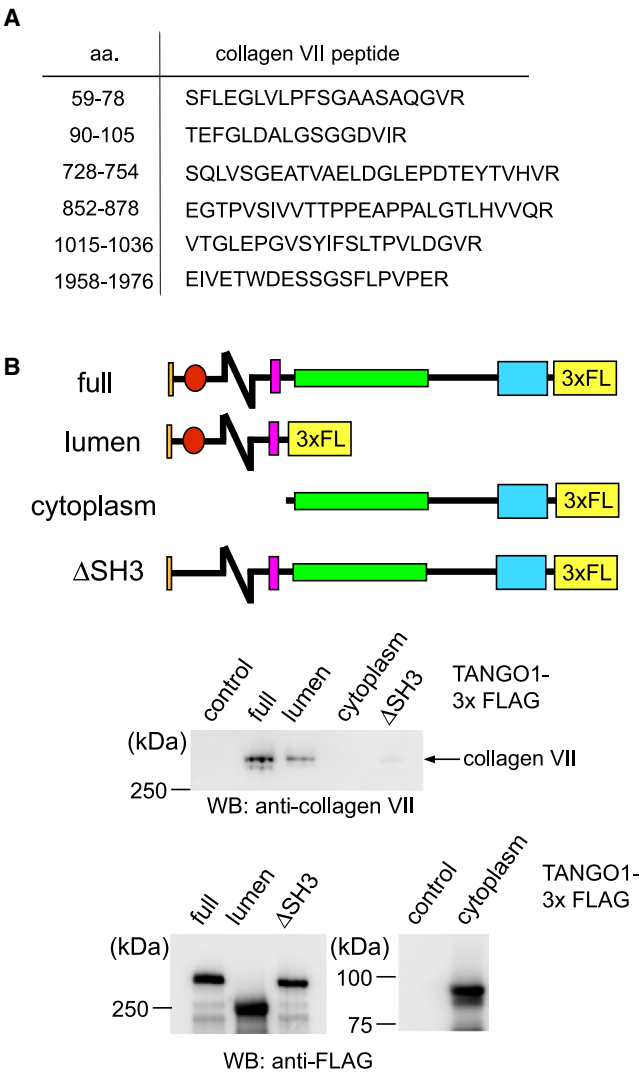 A
aa. collagen VII peptide
59-78 SFLEGLVLPFSGAASAQGVR
90-105 TEFGLDALGSGGDVIR
728-754 SQLVSGEATVAELDGLEPDTEYTVHVR
852-878 EGTPVSIVVTTPPEAPPALGTLHVVQR
1015-1036 VTGLEPGVSYIFSLTPVLDGVR
1958-1976 EIVETWDESSGSFLPVPER
B
full 3xFL
lumen 3xFL
cytoplasm 3xFL
ΔSH3 3xFL
control full lumen cytoplasm ΔSH3 TANGO1-
3x FLAG
(kDa)
collagen VII
250
WB: anti-collagen VII
full lumen ΔSH3 control cytoplasm TANGO1-
3x FLAG
(kDa) (kDa)
100
250
75
WB: anti-FLAG